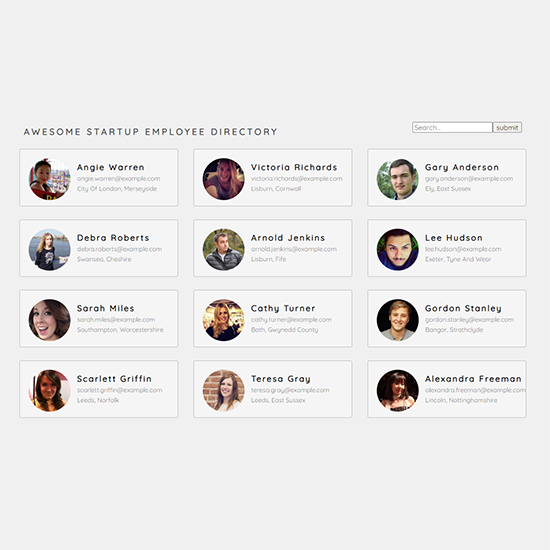 AWESOME STARTUP EMPLOYEE DIRECTORY
Search...
submit
Angie Warren
angie.warren@example.com
City Of London, Merseyside
Victoria Richards
victoria.richards@example.com
Lisburn, Cornwall
Gary Anderson
gary.anderson@example.com
Ely, East Sussex
Debra Roberts
debra.roberts@example.com
Swansea, Cheshire
Arnold Jenkins
arnold.jenkins@example.com
Lisburn, Fife
Lee Hudson
lee.hudson@example.com
Exeter, Tyne And Wear
Sarah Miles
sarah.miles@example.com
Southampton, Worcestershire
Cathy Turner
cathy.turner@example.com
Bath, Gwynedd County
Gordon Stanley
gordon.stanley@example.com
Bangor, Strathclyde
Scarlett Griffin
scarlett.griffin@example.com
Leeds, Norfolk
Teresa Gray
teresa.gray@example.com
Leeds, East Sussex
Alexandra Freeman
alexandra.freeman@example.com
Lincoln, Nottinghamshire